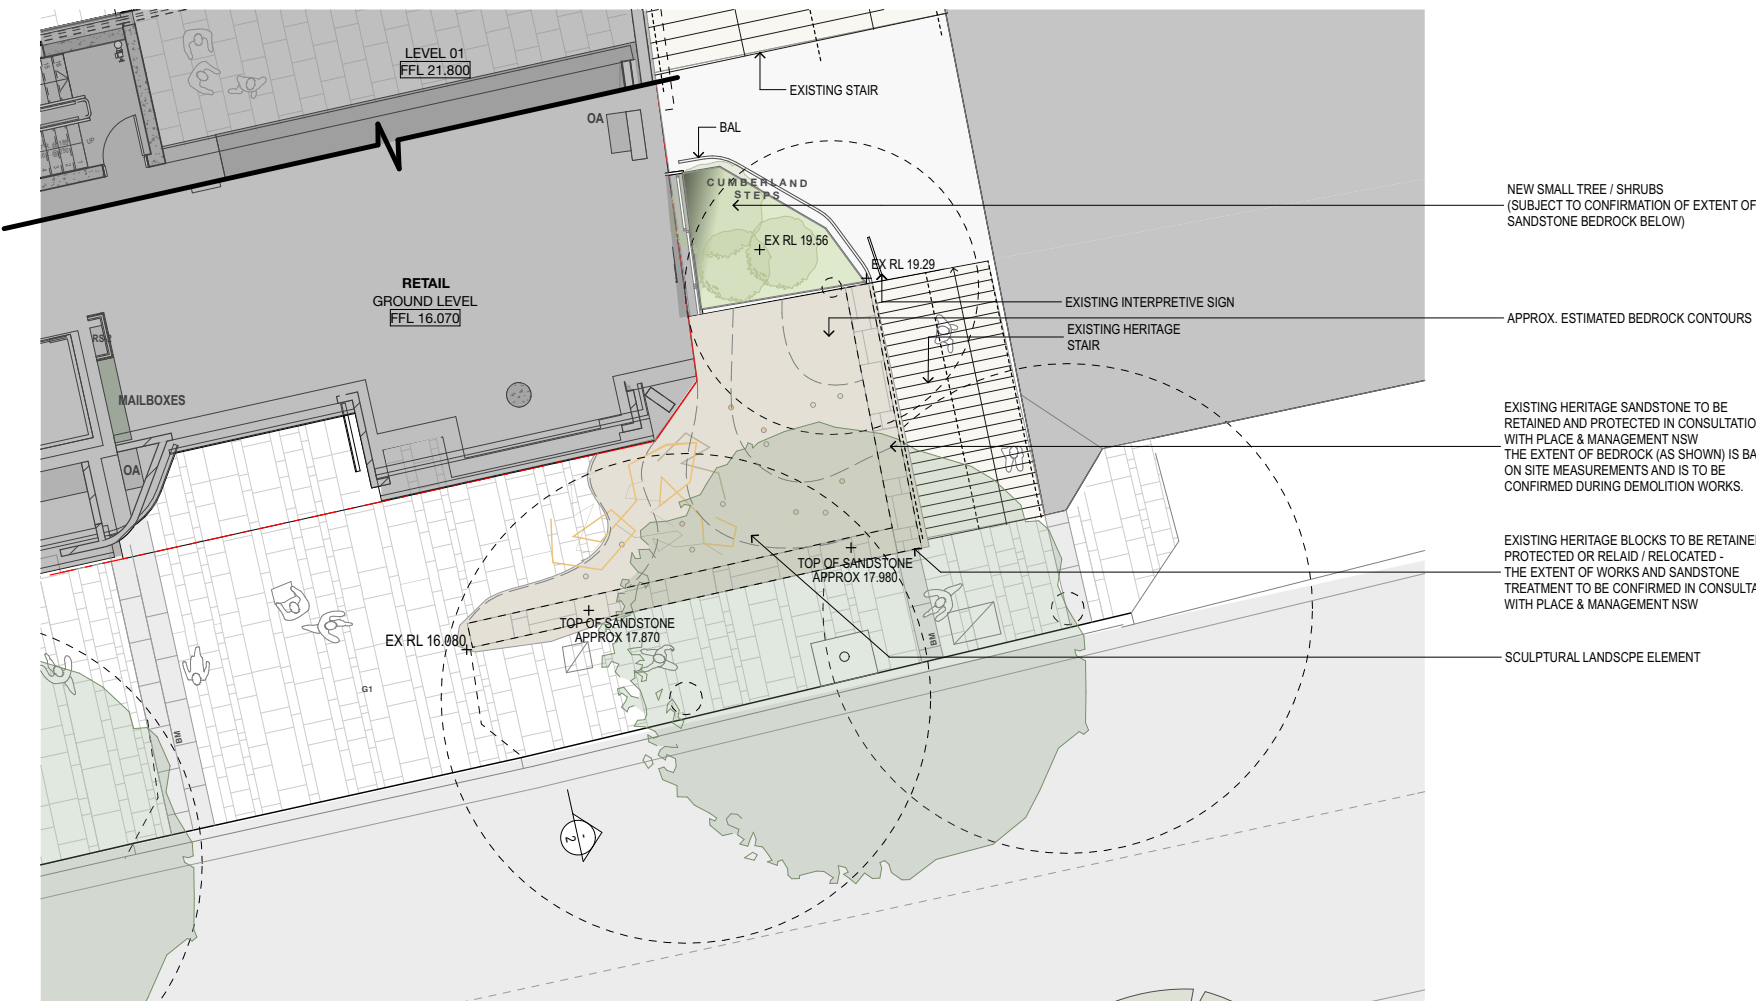 LEVEL 01
FFL 21.800
EXISTING STAIR
OA
BAL
CUMBERLAND
STEPS
NEW SMALL TREE / SHRUBS
(SUBJECT TO CONFIRMATION OF EXTENT OF
SANDSTONE BEDROCK BELOW)
EX RL 19.56
EX RL 19.29
RETAIL
GROUND LEVEL
FFL 16.070
EXISTING INTERPRETIVE SIGN
APPROX. ESTIMATED BEDROCK CONTOURS
EXISTING HERITAGE
STAIR
MAILBOXES
OA
EXISTING HERITAGE SANDSTONE TO BE
RETAINED AND PROTECTED IN CONSULTATIO
WITH PLACE & MANAGEMENT NSW
THE EXTENT OF BEDROCK (AS SHOWN) IS BA
ON SITE MEASUREMENTS AND IS TO BE
CONFIRMED DURING DEMOLITION WORKS.
EXISTING HERITAGE BLOCKS TO BE RETAINE
PROTECTED OR RELAID / RELOCATED -
THE EXTENT OF WORKS AND SANDSTONE
TREATMENT TO BE CONFIRMED IN CONSULTA
WITH PLACE & MANAGEMENT NSW
TOP OF SANDSTONE
APPROX 17.980
TOP OF SANDSTONE
APPROX 17.870
EX RL 16.080
SCULPTURAL LANDSCPE ELEMENT
G1
BM
BM
2